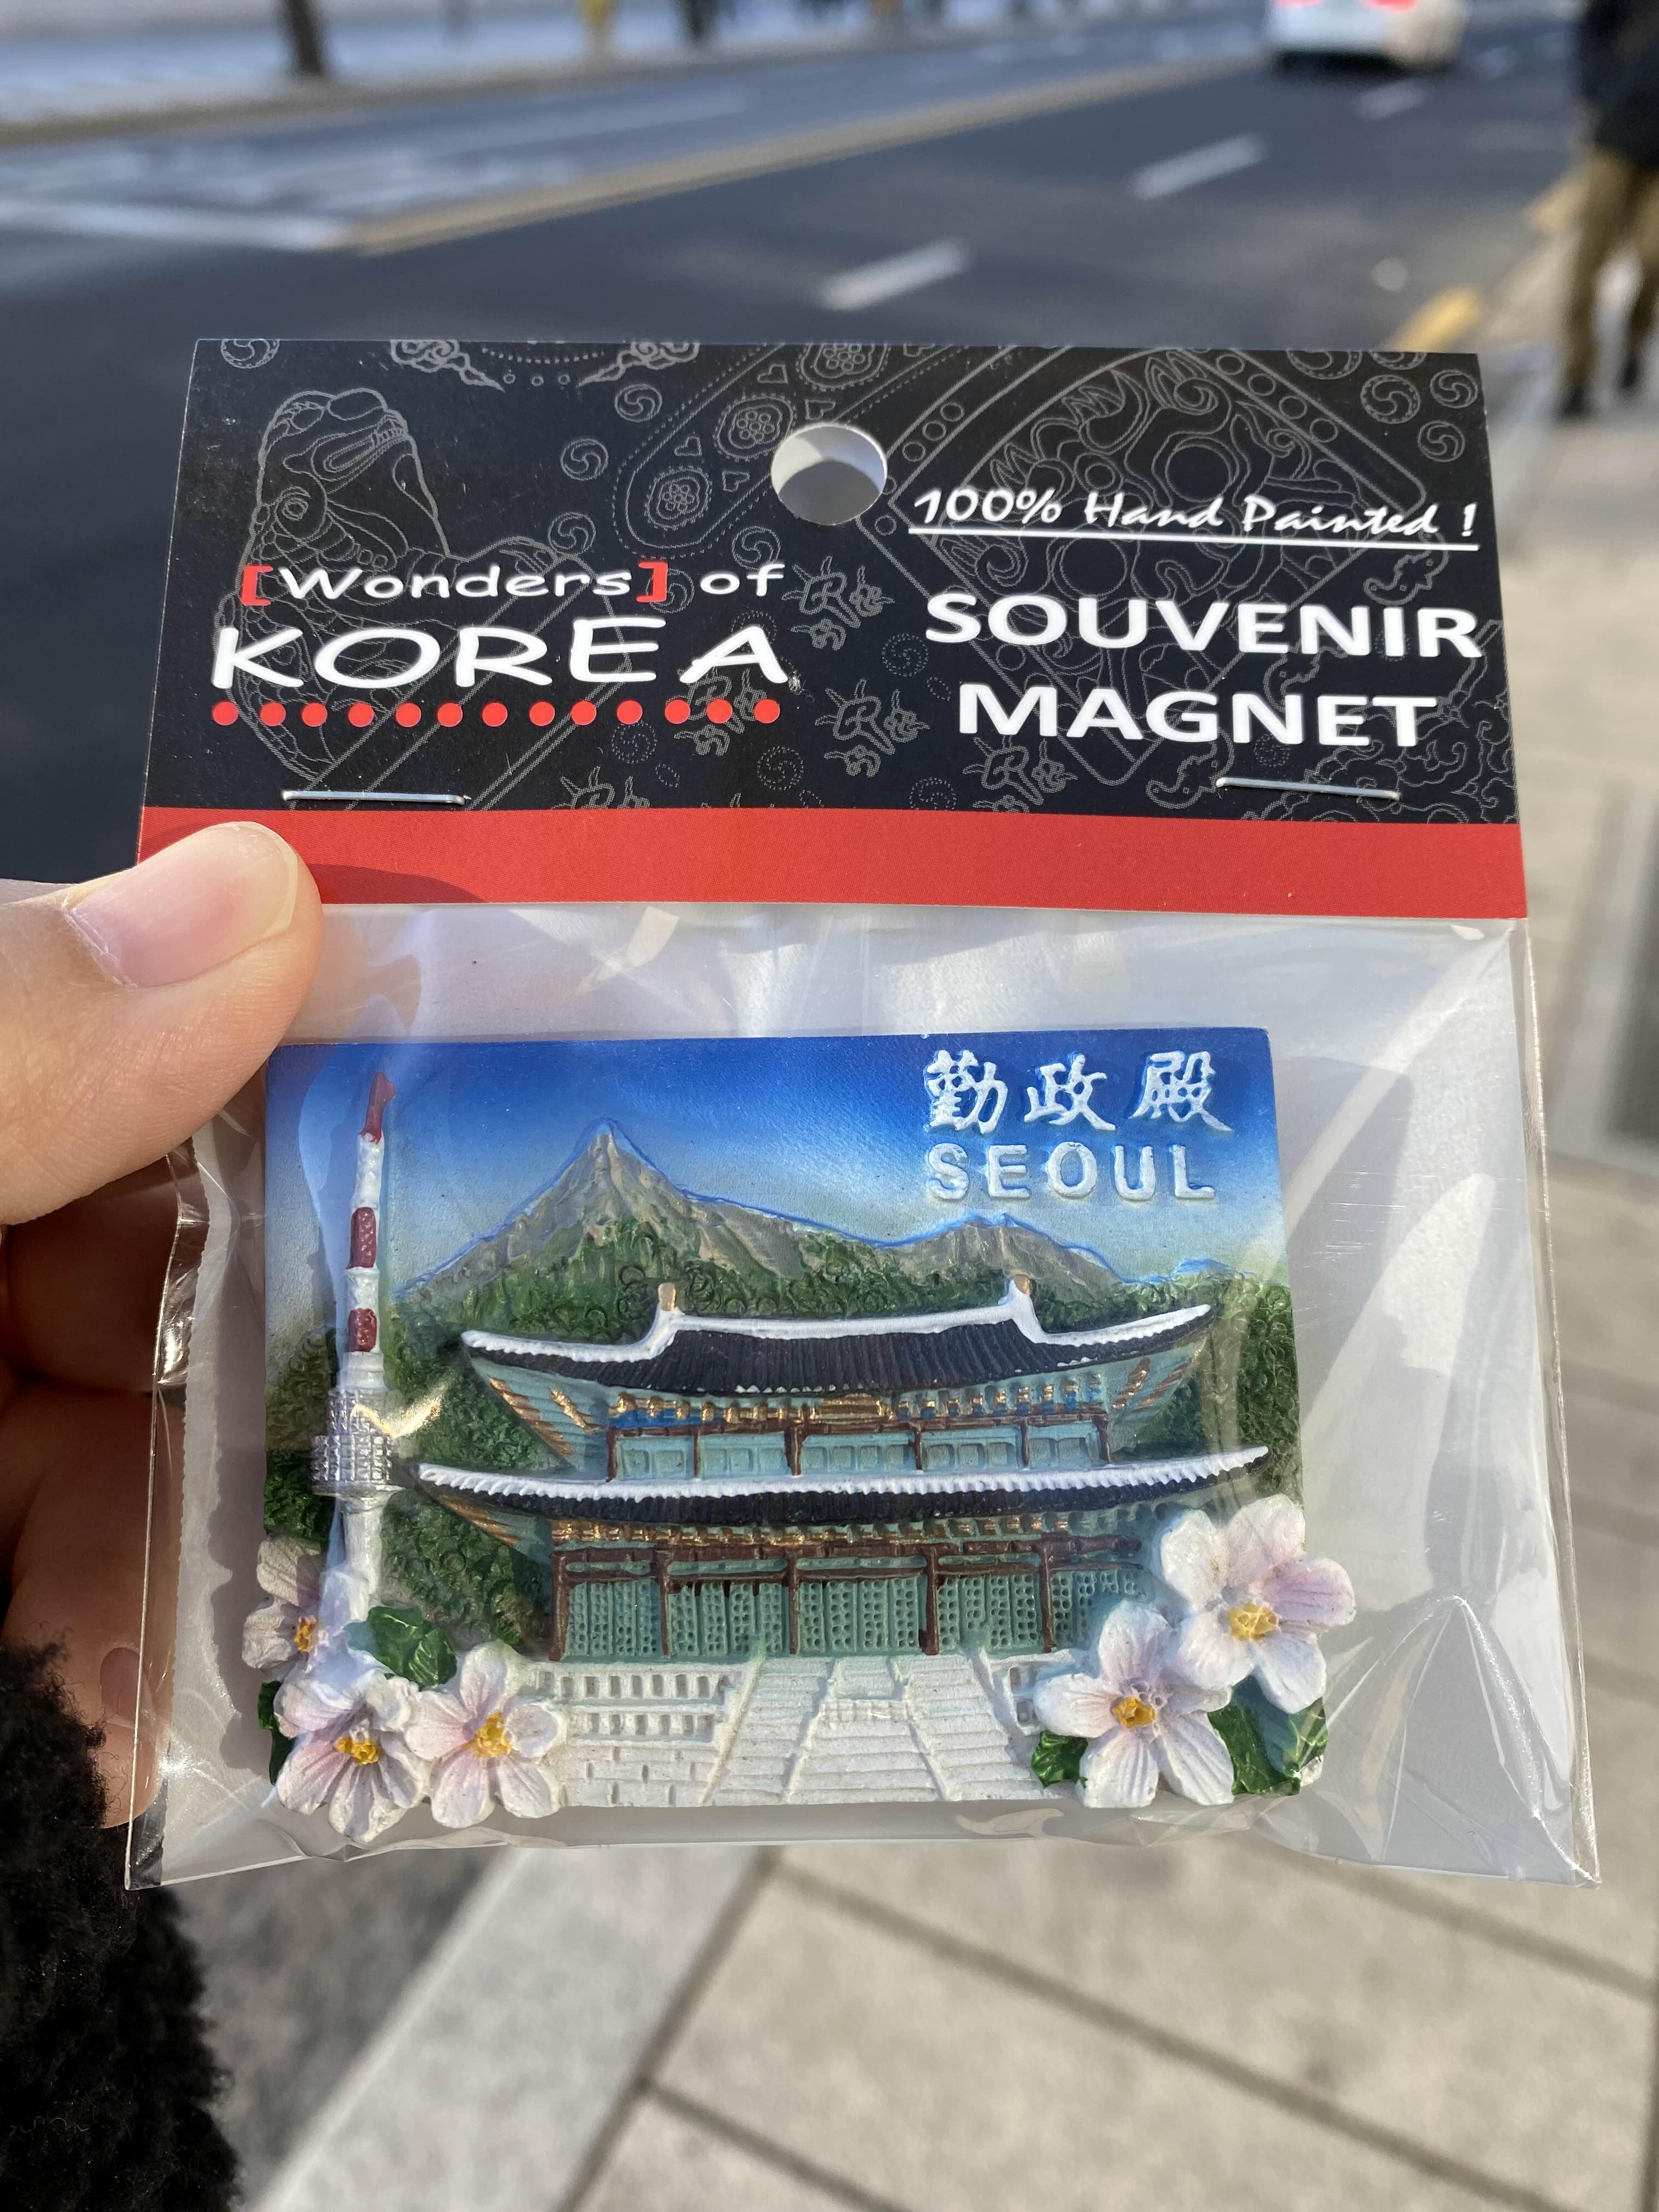 [Wonders] of
KOREA
100% Hand Painted !
SOUVENIR
MAGNET
勤政殿
SEOUL